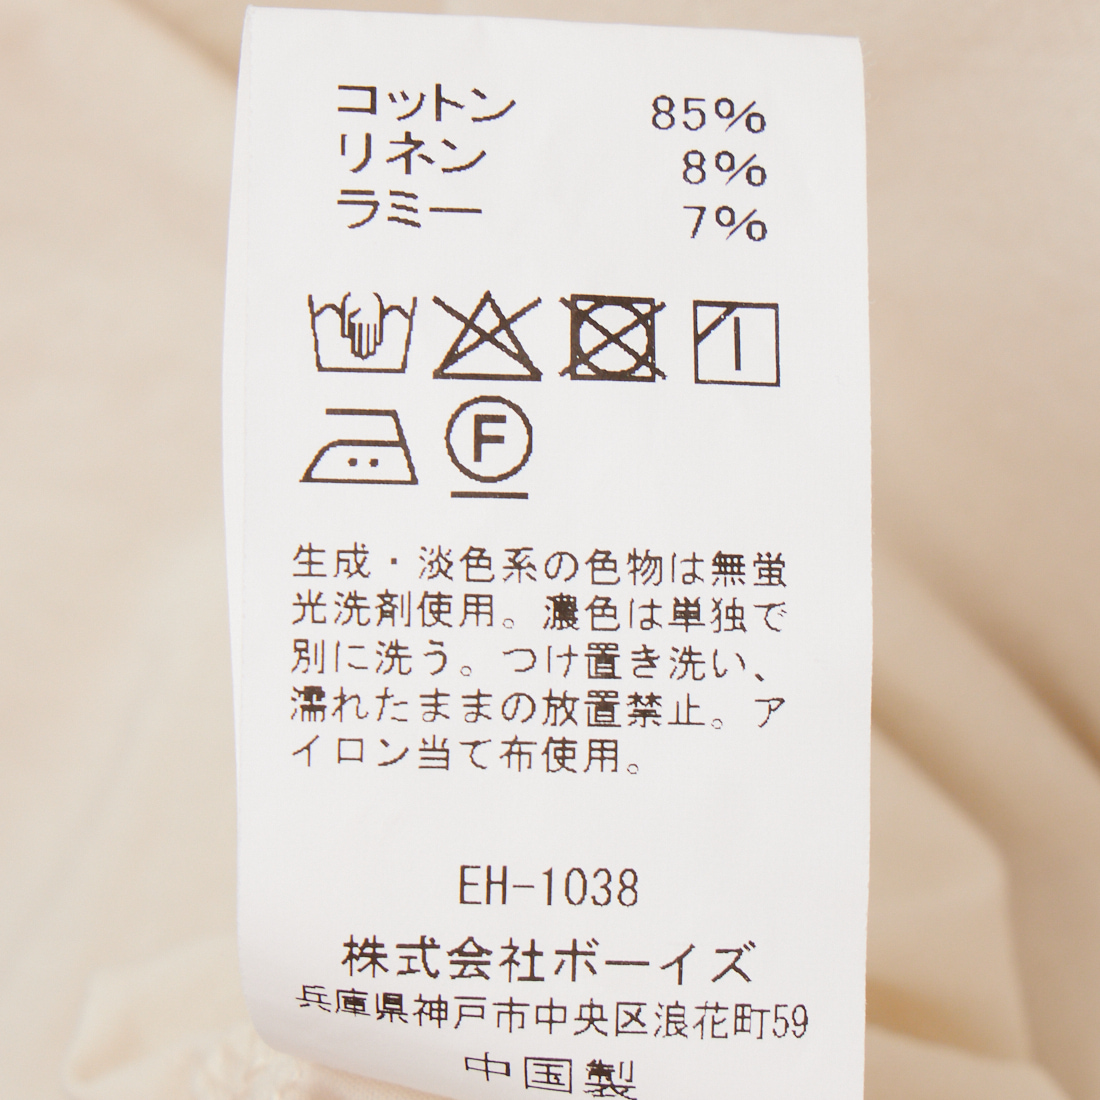 コットン 85%
リネン 8%
ラミー 7%
F
生成・淡色系の色物は無蛍
光洗剤使用。濃色は単独で
別に洗う。つけ置き洗い、
濡れたままの放置禁止。ア
イロン当て布使用。
EH-1038
株式会社ボーイズ
兵庫県神戸市中央区浪花町59
中国製